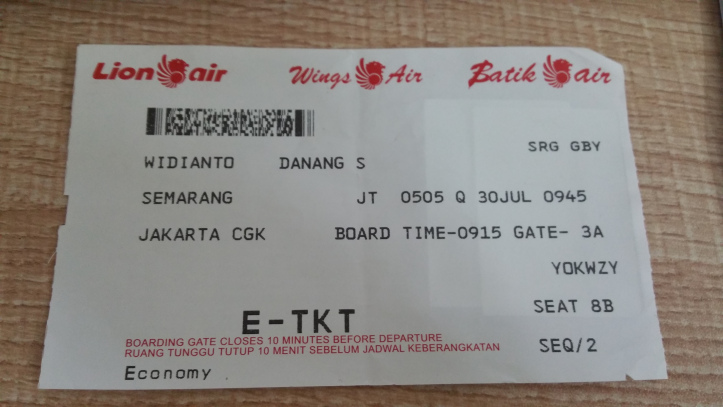 Lion air Wings Air Batik air
SRG GBY
WIDIANTO DANANG S
SEMARANG JT 0505 Q 30JUL 0945
JAKARTA CGK BOARD TIME-0915 GATE- 3A
YOKWZY
SEAT 8B
E-TKT
BOARDING GATE CLOSES 10 MINUTES BEFORE DEPARTURE
RUANG TUNGGU TUTUP 10 MENIT SEBELUM JADWAL KEBERANGKATAN
SEQ/2
Economy